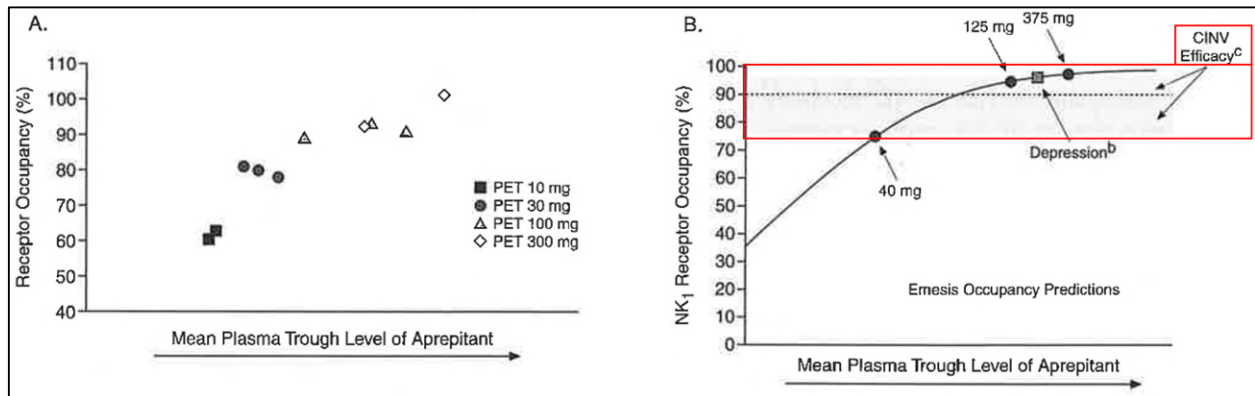 A.
Receptor Occupancy (%)
110
100
90
80
70
60
50
40
PET 10 mg
PET 30 mg
PET 100 mg
PET 300 mg
Mean Plasma Trough Level of Aprepitant
B.
NK1 Receptor Occupancy (%)
100
90
80
70
60
50
40
30
20
10
0
125 mg
375 mg
CINV
Efficacyc
Depressionb
40 mg
Emesis Occupancy Predictions
Mean Plasma Trough Level of Aprepitant